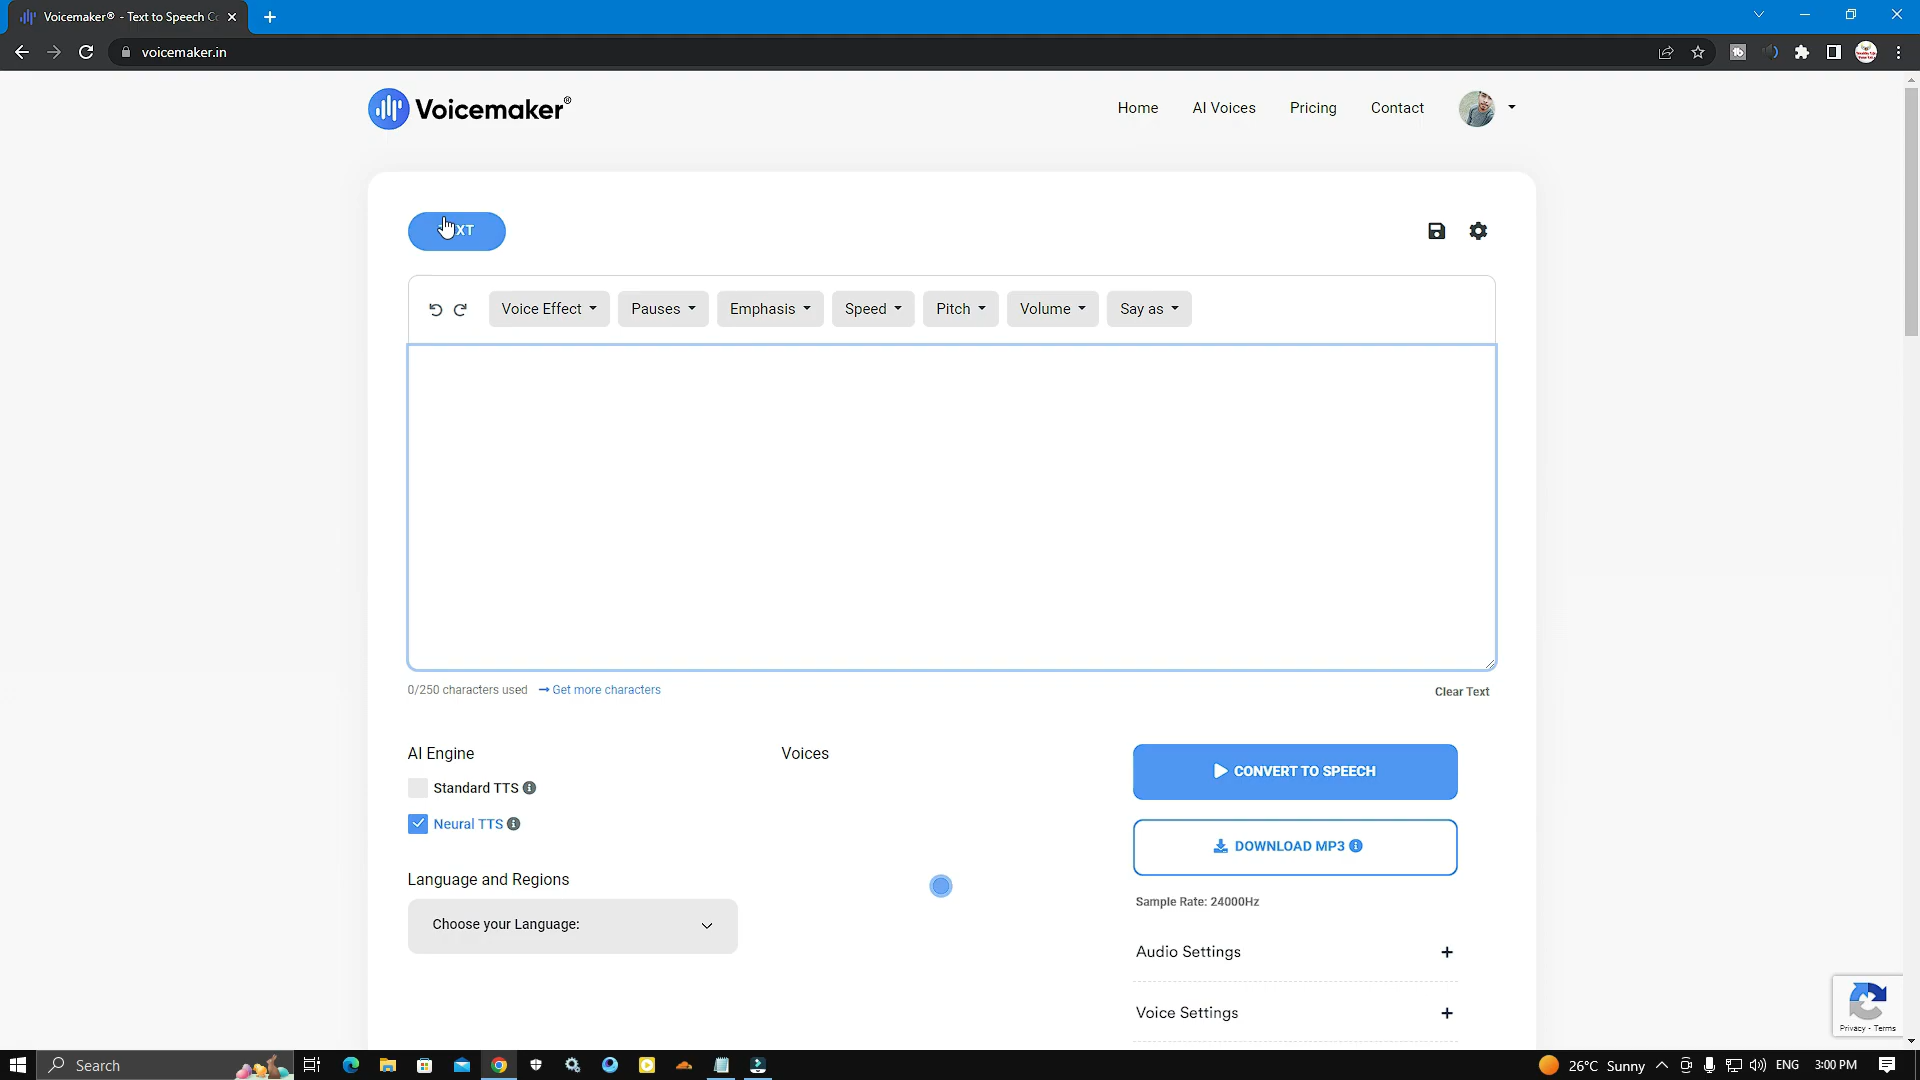 Voicemaker® - Text to Speech Co
voicemaker.in
Voicemaker®
Home AI Voices Pricing Contact
Voice Effect Pauses Emphasis Speed Pitch Volume Say as
0/250 characters used Get more characters Clear Text
AI Engine
Standard TTS
Neural TTS
Language and Regions
Choose your Language:
Voices
CONVERT TO SPEECH
DOWNLOAD MP3
Sample Rate: 24000Hz
Audio Settings +
Voice Settings +
Privacy - Terms
Search 26°C Sunny ENG 3:00 PM